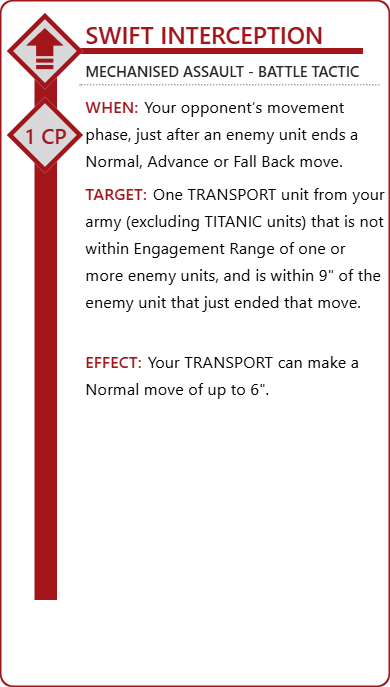 SWIFT INTERCEPTION
MECHANISED ASSAULT - BATTLE TACTIC
1 CP
WHEN: Your opponent's movement
phase, just after an enemy unit ends a
Normal, Advance or Fall Back move.
TARGET: One TRANSPORT unit from your
army (excluding TITANIC units) that is not
within Engagement Range of one or
more enemy units, and is within 9" of the
enemy unit that just ended that move.
EFFECT: Your TRANSPORT can make a
Normal move of up to 6".